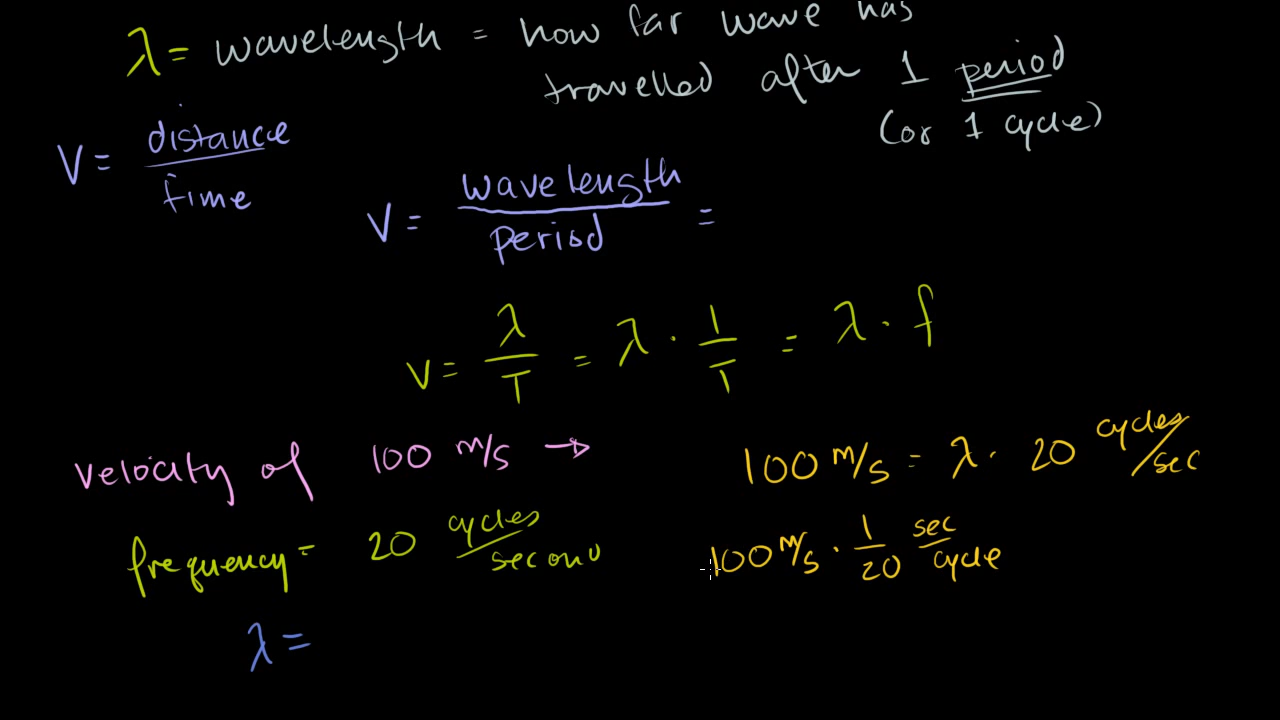 λ = wavelength = how far wave has
travelled after 1 period
(or 1 cycle)
V = distance/time
V = wavelength/period =
v = λ/T = λ · 1/T = λ · f
Velocity of 100 m/s →
100 m/s = λ · 20 cycles/sec
frequency = 20 cycles/second
100 m/s · 1/20 sec/cycle
λ =